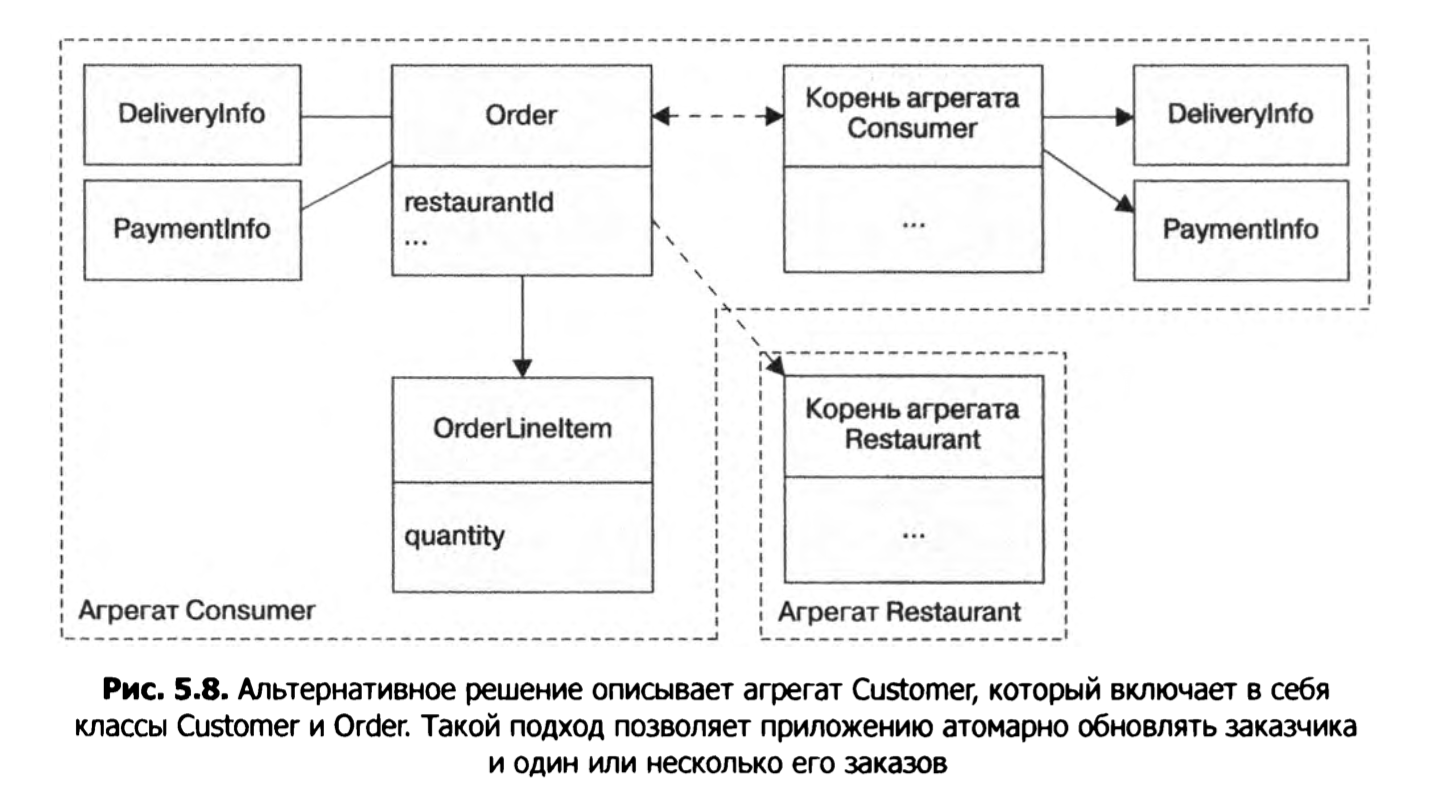 DeliveryInfo
PaymentInfo
Order
restaurantId
...
Корень агрегата
Consumer
...
DeliveryInfo
PaymentInfo
OrderLineItem
quantity
Корень агрегата
Restaurant
...
Агрегат Consumer
Агрегат Restaurant
Рис. 5.8. Альтернативное решение описывает агрегат Customer, который включает в себя
классы Customer и Order. Такой подход позволяет приложению атомарно обновлять заказчика
и один или несколько его заказов